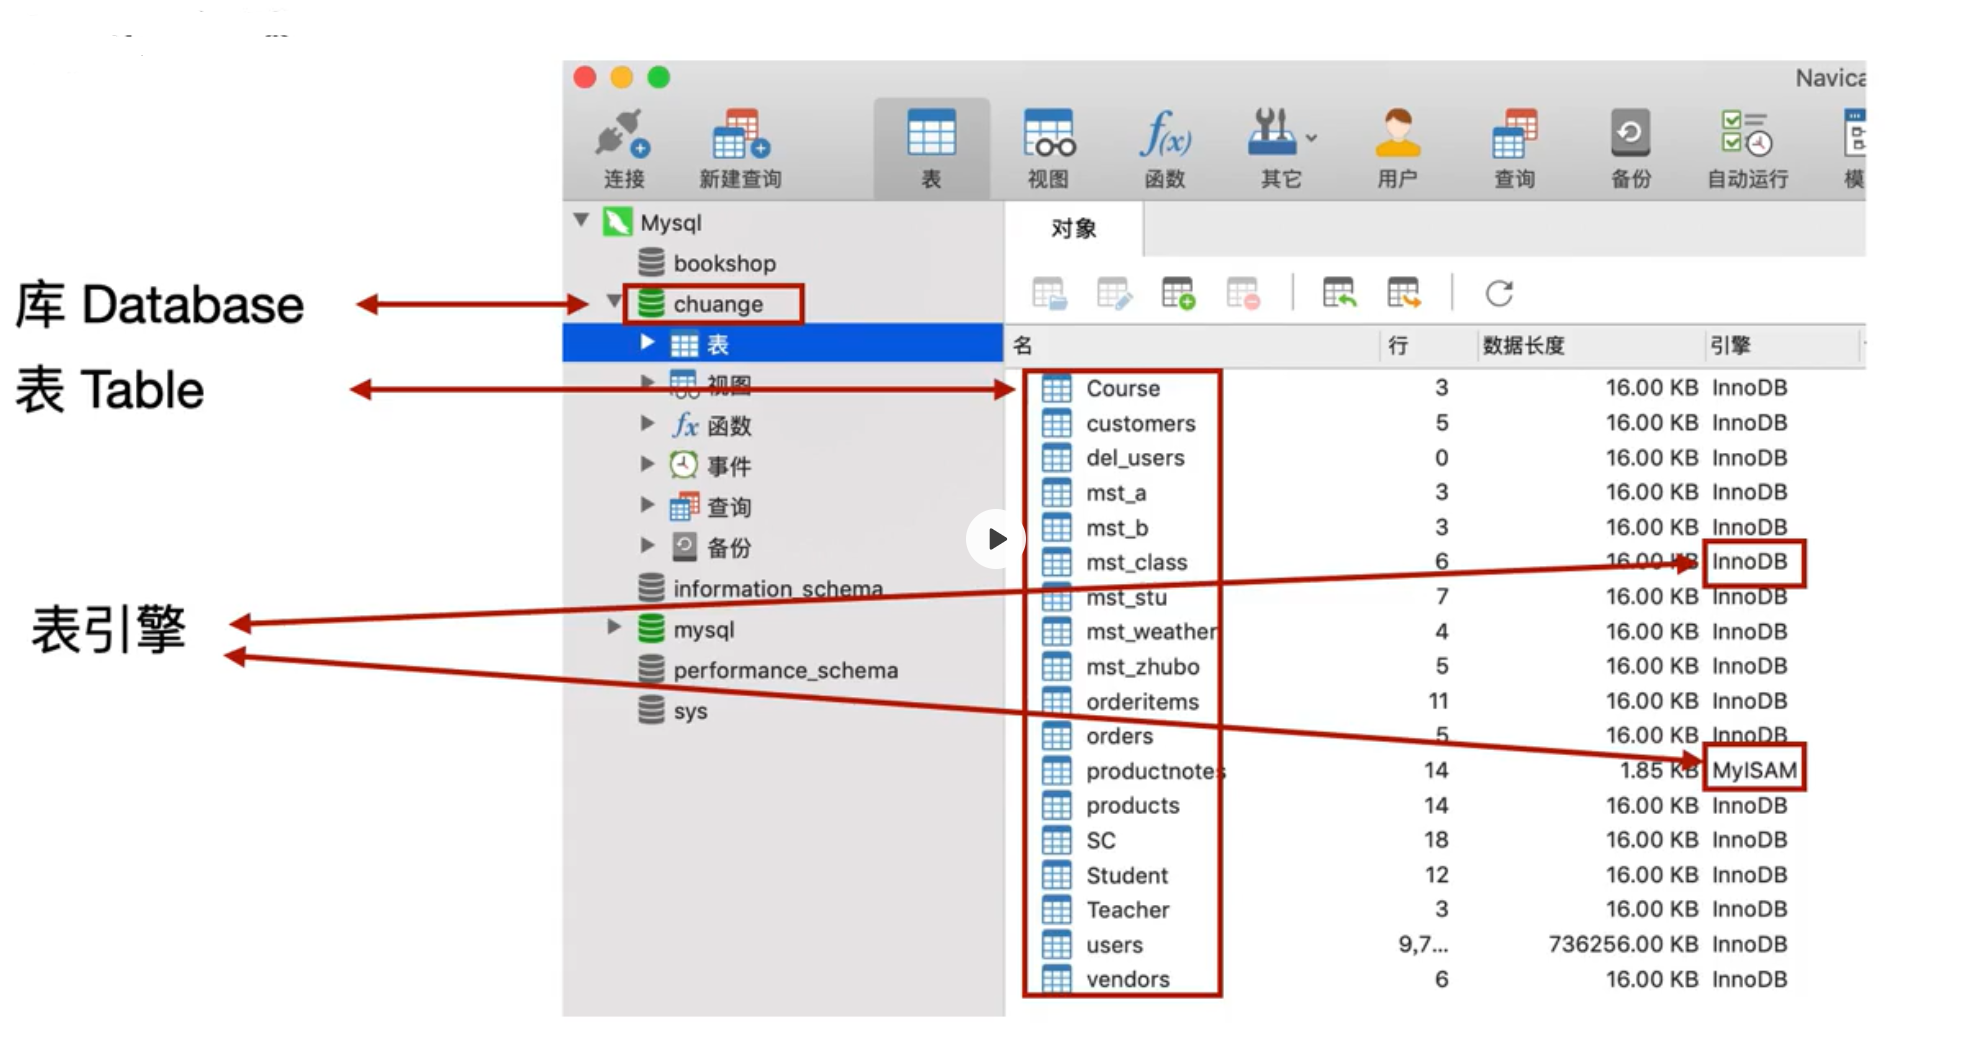 Navica
连接 新建查询 表 视图 函数 其它 用户 查询 备份 自动运行 模
Mysql
bookshop
chuange
表
视图
函数
事件
查询
备份
information_schema
mysql
performance_schema
sys
库 Database
表 Table
表引擎
对象
名 行 数据长度 引擎
Course 3 16.00 KB InnoDB
customers 5 16.00 KB InnoDB
del_users 0 16.00 KB InnoDB
mst_a 3 16.00 KB InnoDB
mst_b 3 16.00 KB InnoDB
mst_class 6 16.00 KB InnoDB
mst_stu 7 16.00 KB InnoDB
mst_weather 4 16.00 KB InnoDB
mst_zhubo 5 16.00 KB InnoDB
orderitems 11 16.00 KB InnoDB
orders 5 16.00 KB InnoDB
productnotes 14 1.85 KB MyISAM
products 14 16.00 KB InnoDB
SC 18 16.00 KB InnoDB
Student 12 16.00 KB InnoDB
Teacher 3 16.00 KB InnoDB
users 9,7... 736256.00 KB InnoDB
vendors 6 16.00 KB InnoDB